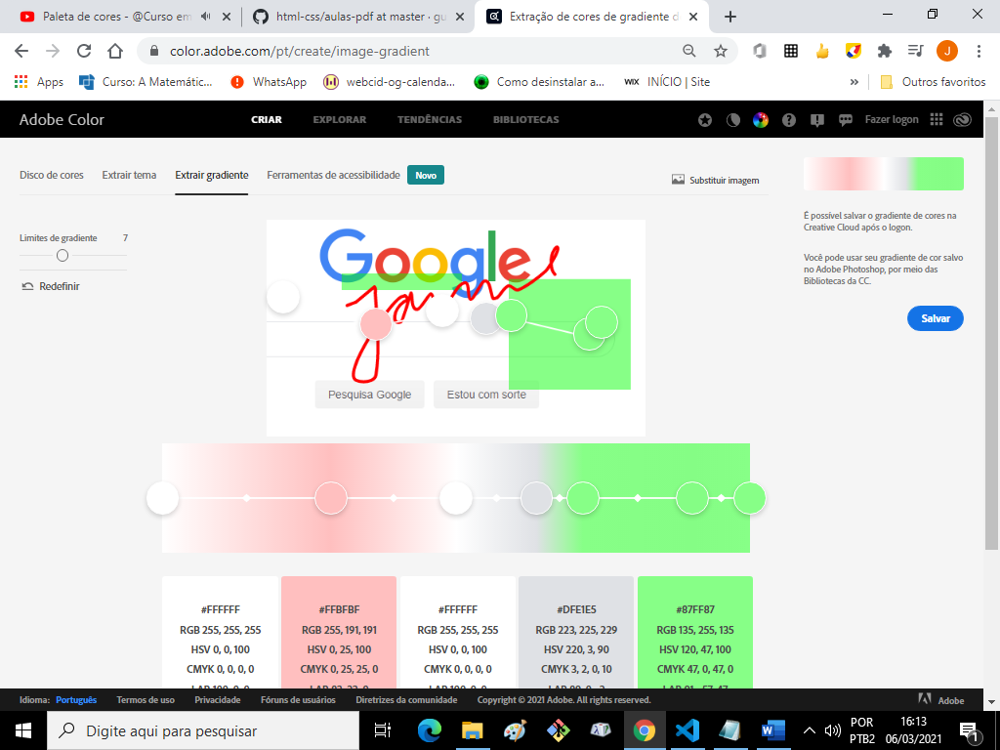 Paleta de cores - @Curso em
html-css/aulas-pdf at master · gu
Extração de cores de gradiente d
color.adobe.com/pt/create/image-gradient
J
Apps
Curso: A Matemátic...
WhatsApp
webcid-og-calenda...
Como desinstalar a...
WiX INÍCIO | Site
»
Outros favoritos
Adobe Color
CRIAR
EXPLORAR
TENDÊNCIAS
BIBLIOTECAS
Fazer logon
Disco de cores
Extrair tema
Extrair gradiente
Ferramentas de acessibilidade
Novo
Substituir imagem
Limites de gradiente 7
Redefinir
Google
Pesquisa Google
Estou com sorte
É possível salvar o gradiente de cores na
Creative Cloud após o logon.
Você pode usar seu gradiente de cor salvo
no Adobe Photoshop, por meio das
Bibliotecas da CC.
Salvar
#FFFFFF
RGB 255, 255, 255
HSV 0, 0, 100
CMYK 0, 0, 0, 0
#FFBFBF
RGB 255, 191, 191
HSV 0, 25, 100
CMYK 0, 25, 25, 0
#FFFFFF
RGB 255, 255, 255
HSV 0, 0, 100
CMYK 0, 0, 0, 0
#DFE1E5
RGB 223, 225, 229
HSV 220, 3, 90
CMYK 3, 2, 0, 10
#87FF87
RGB 135, 255, 135
HSV 120, 47, 100
CMYK 47, 0, 47, 0
Idioma: Português
Termos de uso
Privacidade
Fóruns de usuários
Diretrizes da comunidade
Copyright © 2021 Adobe. All rights reserved.
Adobe
Digite aqui para pesquisar
POR
PTB2
16:13
06/03/2021
1